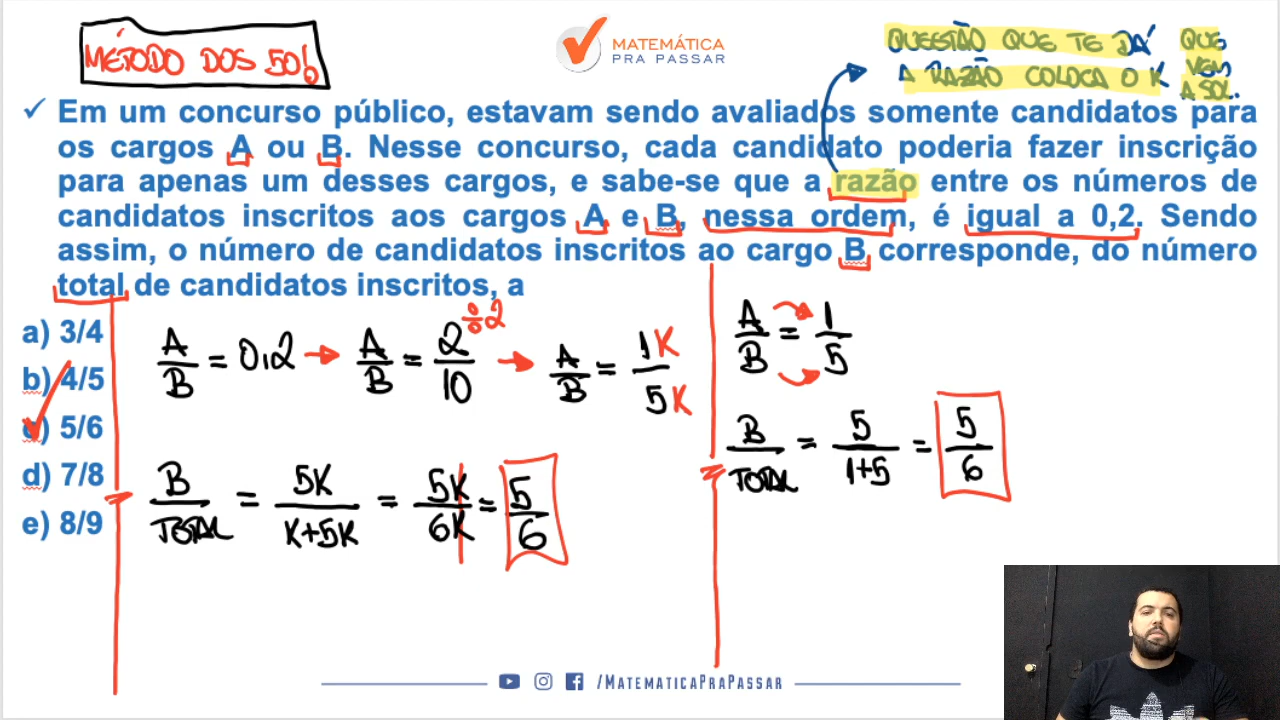 MÉTODO DOS 50%
MATEMÁTICA
PRA PASSAR
QUESTÃO QUE TE DÁ
A RAZÃO COLOCA O K
QUE
VEM
A SOL.
✓ Em um concurso público, estavam sendo avaliados somente candidatos para
os cargos A ou B. Nesse concurso, cada candidato poderia fazer inscrição
para apenas um desses cargos, e sabe-se que a razão entre os números de
candidatos inscritos aos cargos A e B, nessa ordem, é igual a 0,2. Sendo
assim, o número de candidatos inscritos ao cargo B corresponde, do número
total de candidatos inscritos, a
a) 3/4
b) 4/5
c) 5/6
d) 7/8
e) 8/9
A/B = 0,2 → A/B = 2/10 ÷2 → A/B = 1K/5K
B/TOTAL = 5K/K+5K = 5K/6K = 5/6
A/B = 1/5
B/TOTAL = 5/1+5 = 5/6
/MATEMATICAPRAPASSAR